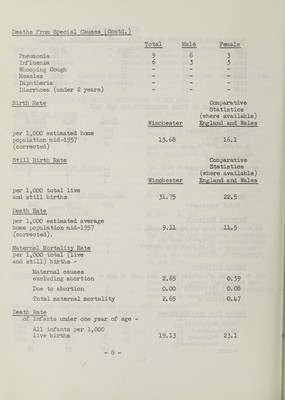 Deaths from Special Causes (Contd.)
Total Male Female
Pneumonia 9 6 3
Influenza 6 3 3
Whooping Cough - - -
Measles - - -
Diphtheria - - -
Diarrhoea (under 2 years) - - -
Birth Rate Comparative
Statistics
(where available)
Winchester England and Wales
per 1,000 estimated home
population mid-1957 13.68 16.1
(corrected)
Still Birth Rate Comparative
Statistics
(where available)
Winchester England and Wales
per 1,000 total live
and still births 31.75 22.5
Death Rate
per 1,000 estimated average
home population mid-1957 9.11 11.5
(corrected).
Maternal Mortality Rate
per 1,000 total (live
and still) births -
Maternal causes
excluding abortion 2.65 0.39
Due to abortion 0.00 0.08
Total maternal mortality 2.65 0.47
Death Rate
of infants under one year of age -
All infants per 1,000
live births 19.13 23.1
- 8 -